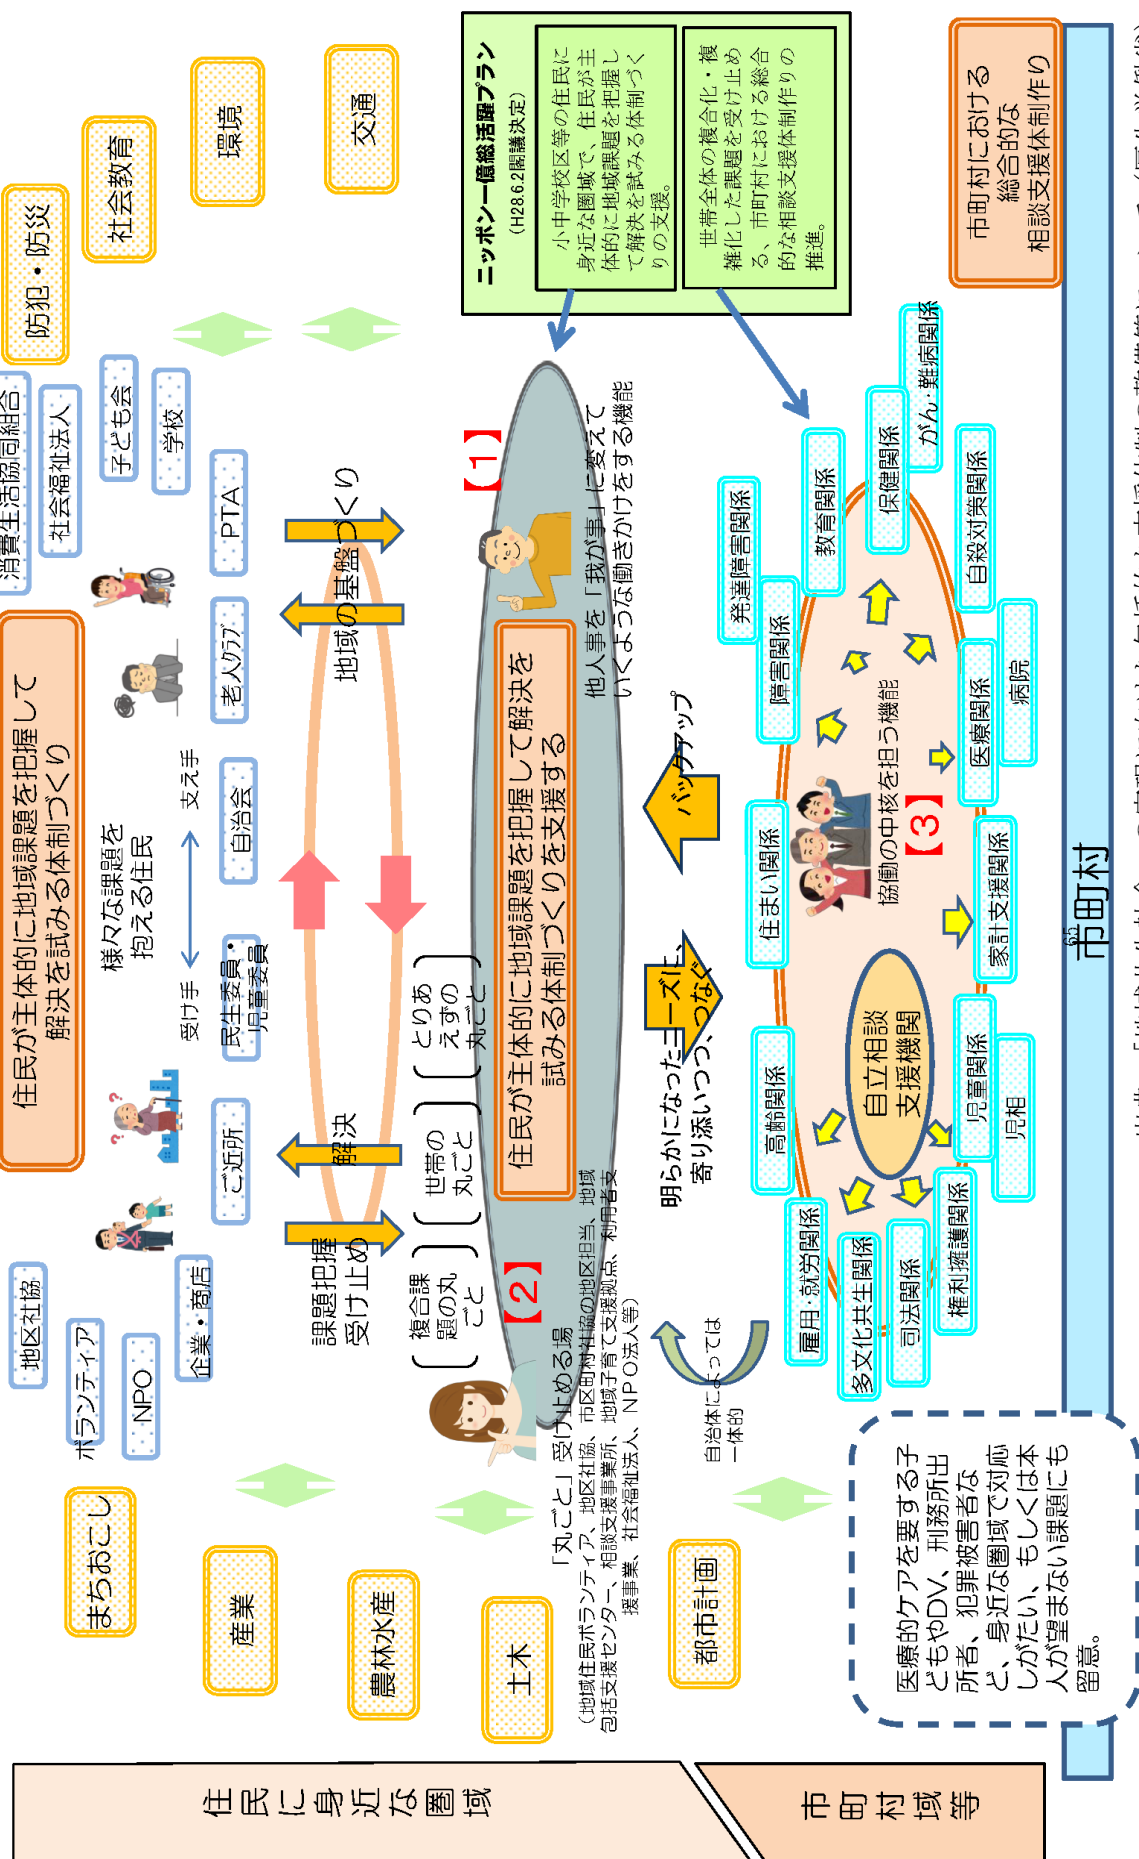 住民が主体的に地域課題を把握して
解決を試みる体制づくり
まちおこし
産業
農林水産
土木
都市計画
防犯・防災
社会教育
環境
交通
地区社協
ボランティア
NPO
企業・商店
ご近所
民生委員・
児童委員
自治会
老人クラブ
PTA
学校
子ども会
社会福祉法人
消費生活協同組合
様々な課題を
抱える住民
受け手
支え手
課題把握
受け止め
解決
地域の基盤づくり
複合課
題の丸
ごと
世帯の
丸ごと
とりあ
えずの
丸ごと
【2】
【1】
住民が主体的に地域課題を把握して解決を
試みる体制づくりを支援する
「丸ごと」受け止める場
(地域住民ボランティア、地区社協、市区町村社協の地区担当、地域
包括支援センター、相談支援事業所、地域子育て支援拠点、利用者支
援事業、社会福祉法人、NPO法人等)
他人事を「我が事」に変えて
いくような働きかけをする機能
ニッポン一億総活躍プラン
(H28.6.2閣議決定)
小中学校区等の住民に
身近な圏域で、住民が主
体的に地域課題を把握し
て解決を試みる体制づく
りの支援。
世帯全体の複合化・複
雑化した課題を受け止め
る、市町村における総合
的な相談支援体制作りの
推進。
自治体によっては
一体的
明らかになったニーズに、
寄り添いつつ、つなぐ
バックアップ
雇用・就労関係
多文化共生関係
司法関係
権利擁護関係
高齢関係
住まい関係
障害関係
発達障害関係
教育関係
保健関係
がん・難病関係
自殺対策関係
医療関係
病院
家計支援関係
児童関係
児相
自立相談
支援機関
協働の中核を担う機能
【3】
市町村における
総合的な
相談支援体制作り
医療的ケアを要する子
どもやDV、刑務所出
所者、犯罪被害者な
ど、身近な圏域で対応
しがたい、もしくは本
人が望まない課題にも
留意。
市町村
65
住民に身近な圏域
市町村域等